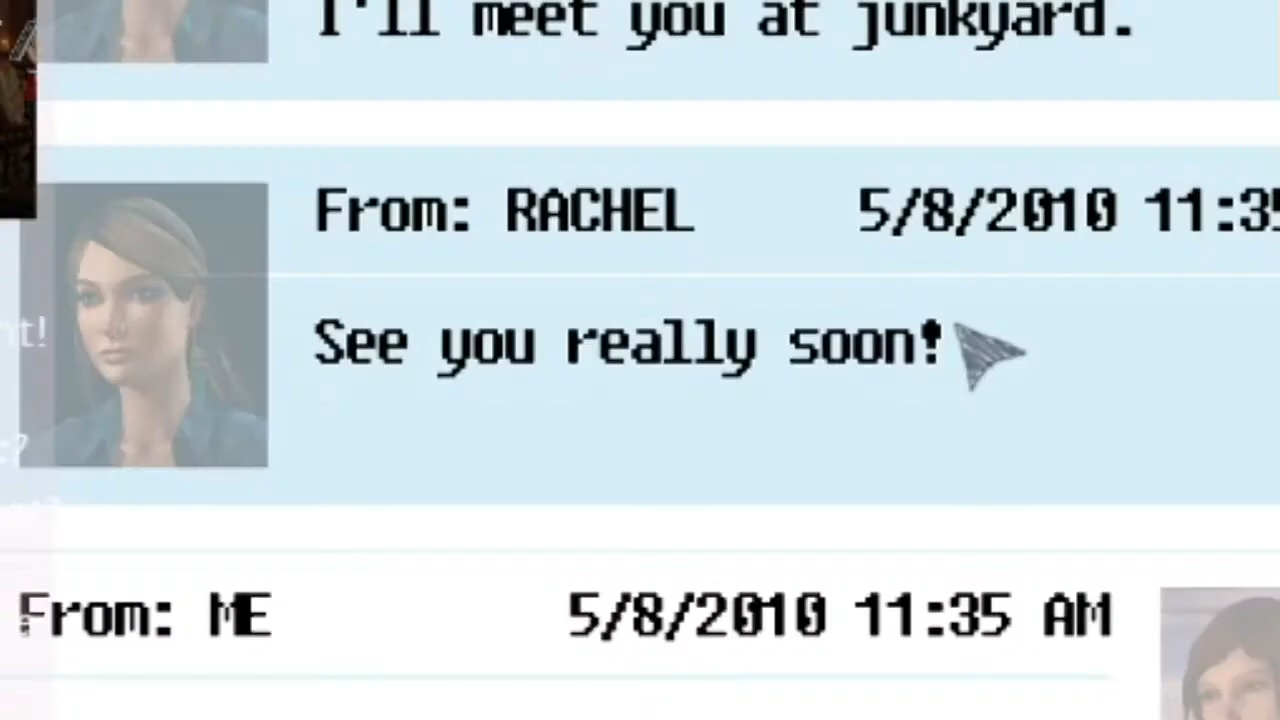 I'll meet you at junkyard.
From: RACHEL 5/8/2010 11:35
See you really soon!
nt!
From: ME 5/8/2010 11:35 AM